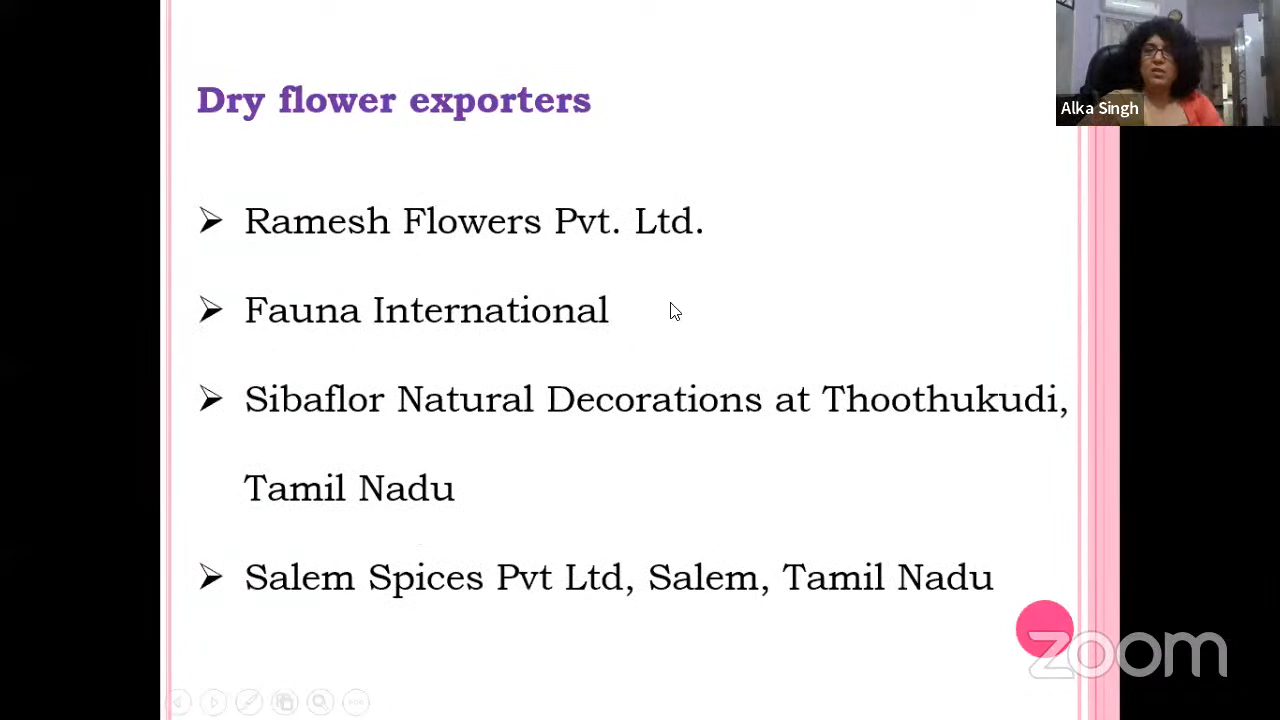 Dry flower exporters
Alka Singh
Ramesh Flowers Pvt. Ltd.
Fauna International
Sibaflor Natural Decorations at Thoothukudi,
Tamil Nadu
Salem Spices Pvt Ltd, Salem, Tamil Nadu
zoom